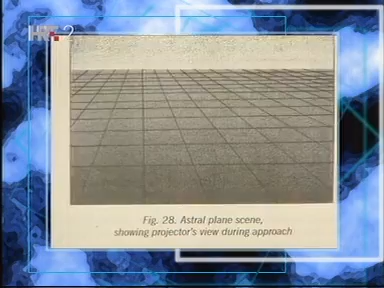 HRT 2
Fig. 28. Astral plane scene,
showing projector's view during approach